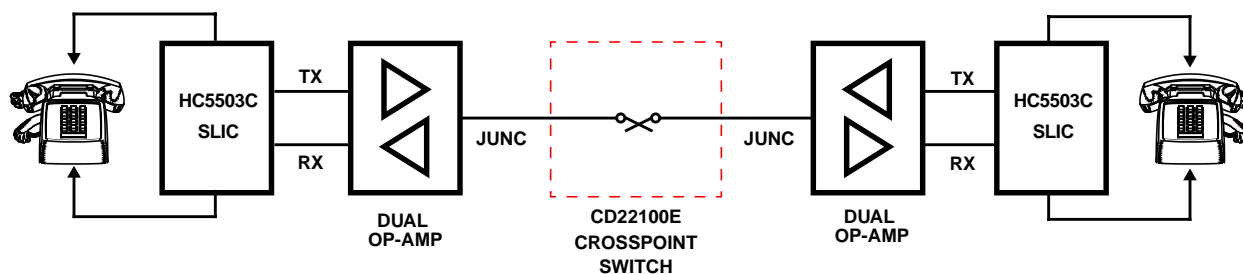 HC5503C
SLIC
TX
RX
DUAL
OP-AMP
JUNC
CD22100E
CROSSPOINT
SWITCH
JUNC
DUAL
OP-AMP
TX
RX
HC5503C
SLIC